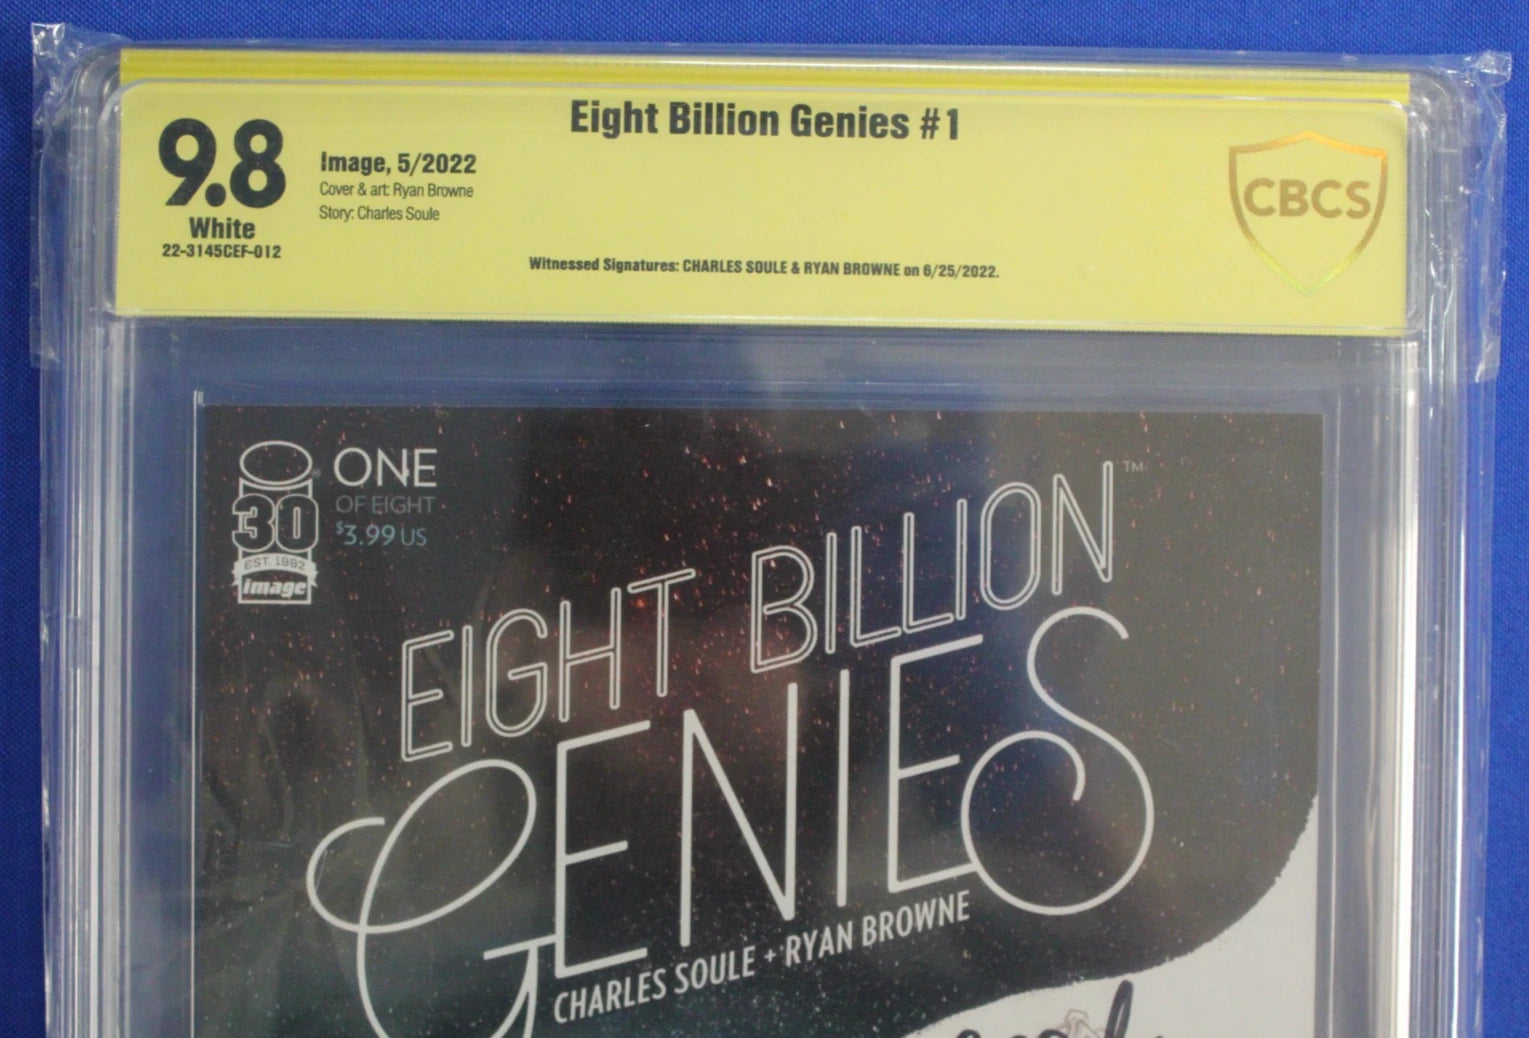 Eight Billion Genies #1
9.8
White
22-3145CEF-012
Image, 5/2022
Cover & art: Ryan Browne
Story: Charles Soule
Witnessed Signatures: CHARLES SOULE & RYAN BROWNE on 6/25/2022.
CBCS
ONE
OF EIGHT
$3.99 US
®
30
EST. 1992
image
EIGHT BILLION ™
GENIES
CHARLES SOULE + RYAN BROWNE